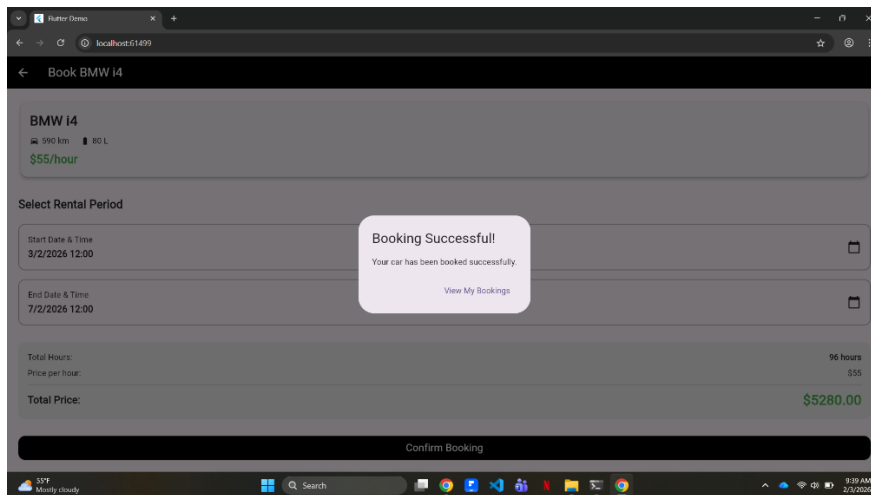 Flutter Demo
localhost:61499
Book BMW i4
BMW i4
590 km 80 L
$55/hour
Select Rental Period
Start Date & Time
3/2/2026 12:00
End Date & Time
7/2/2026 12:00
Booking Successful!
Your car has been booked successfully.
View My Bookings
Total Hours: 96 hours
Price per hour: $55
Total Price: $5280.00
Confirm Booking
55°F
Mostly cloudy
Search
9:39 AM
2/3/2026